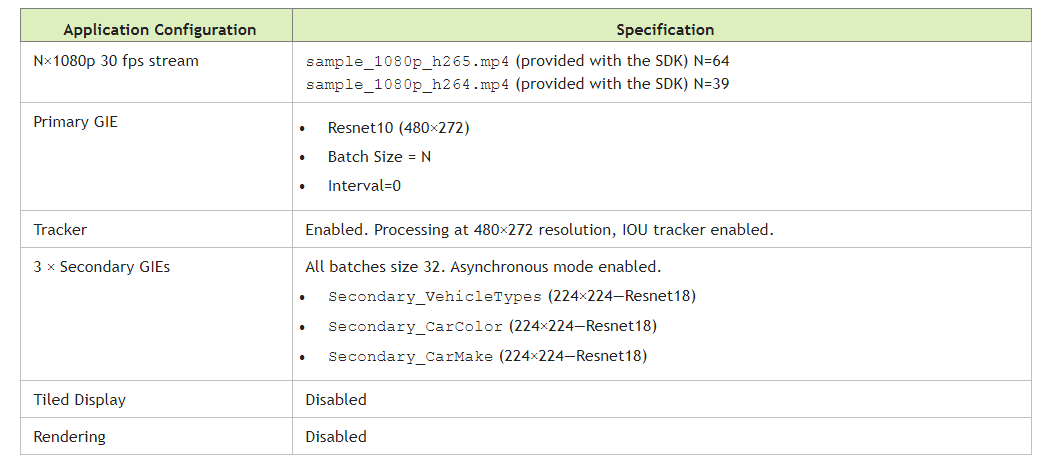 Application Configuration
Specification
N×1080p 30 fps stream
sample_1080p_h265.mp4 (provided with the SDK) N=64
sample_1080p_h264.mp4 (provided with the SDK) N=39
Primary GIE
• Resnet10 (480×272)
• Batch Size = N
• Interval=0
Tracker
Enabled. Processing at 480×272 resolution, IOU tracker enabled.
3 × Secondary GIEs
All batches size 32. Asynchronous mode enabled.
• Secondary_VehicleTypes (224×224—Resnet18)
• Secondary_CarColor (224×224—Resnet18)
• Secondary_CarMake (224×224—Resnet18)
Tiled Display
Disabled
Rendering
Disabled